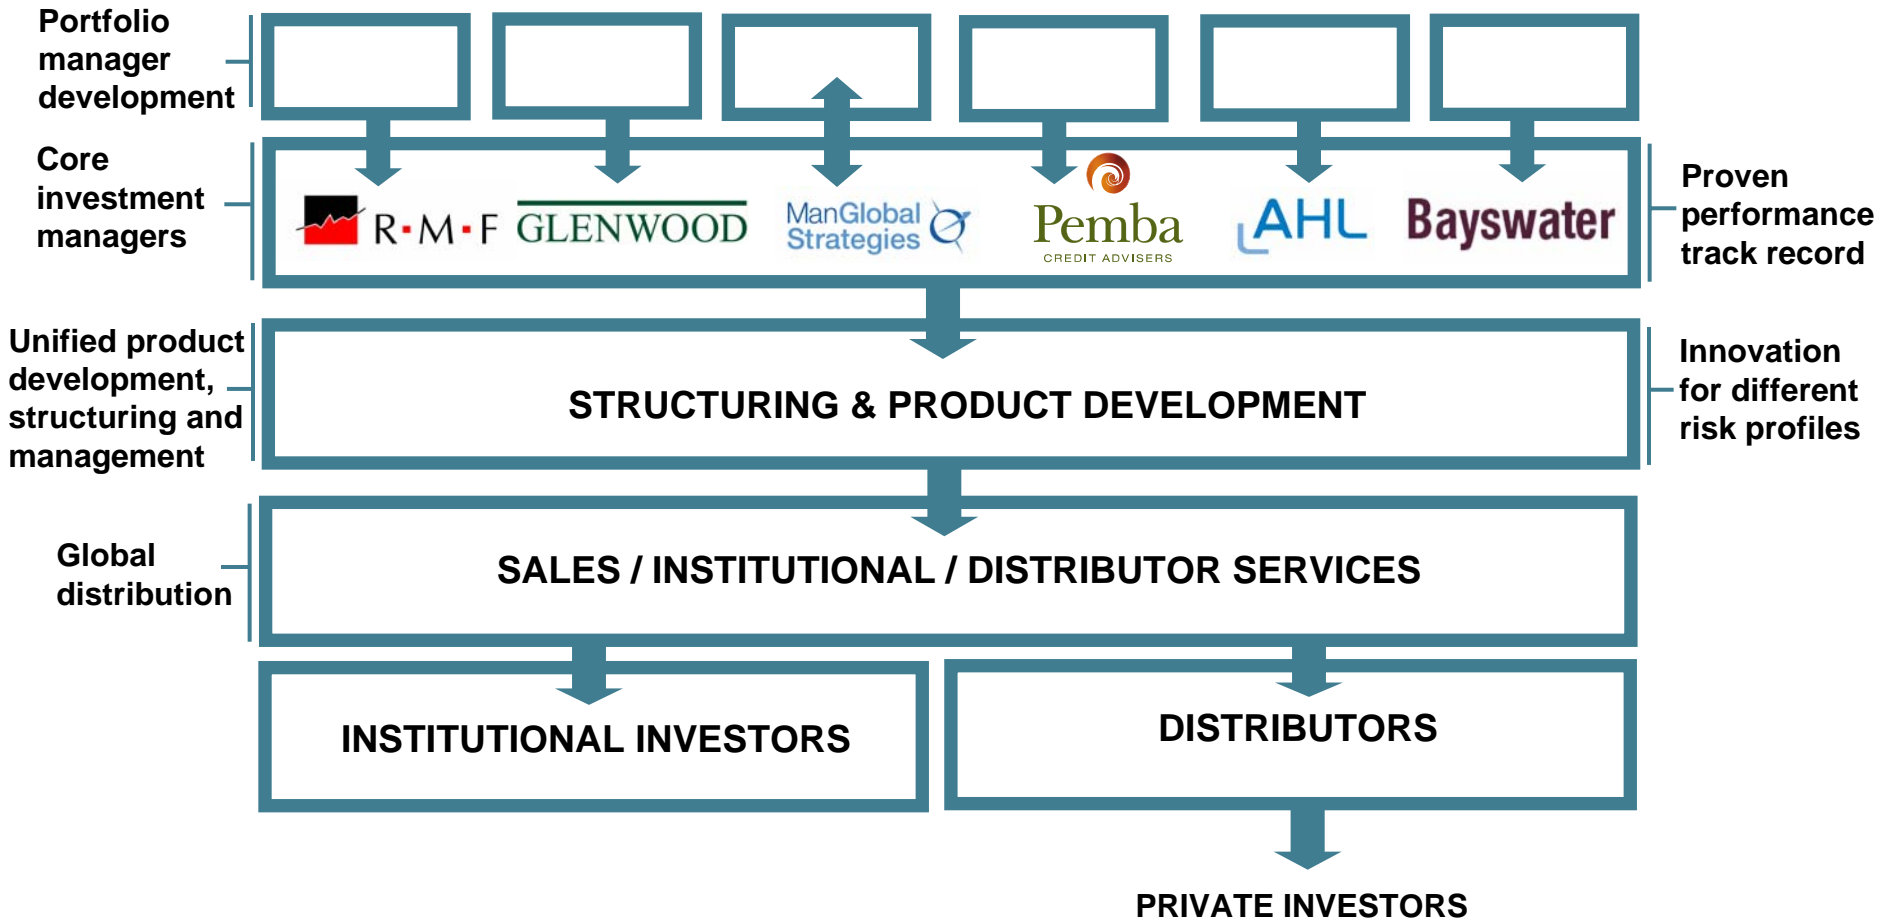 Portfolio
manager
development
Core
investment
managers
R·M·F
GLENWOOD
ManGlobal
Strategies
Pemba
CREDIT ADVISERS
AHL
Bayswater
Proven
performance
track record
Unified product
development,
structuring and
management
STRUCTURING & PRODUCT DEVELOPMENT
Innovation
for different
risk profiles
Global
distribution
SALES / INSTITUTIONAL / DISTRIBUTOR SERVICES
INSTITUTIONAL INVESTORS
DISTRIBUTORS
PRIVATE INVESTORS